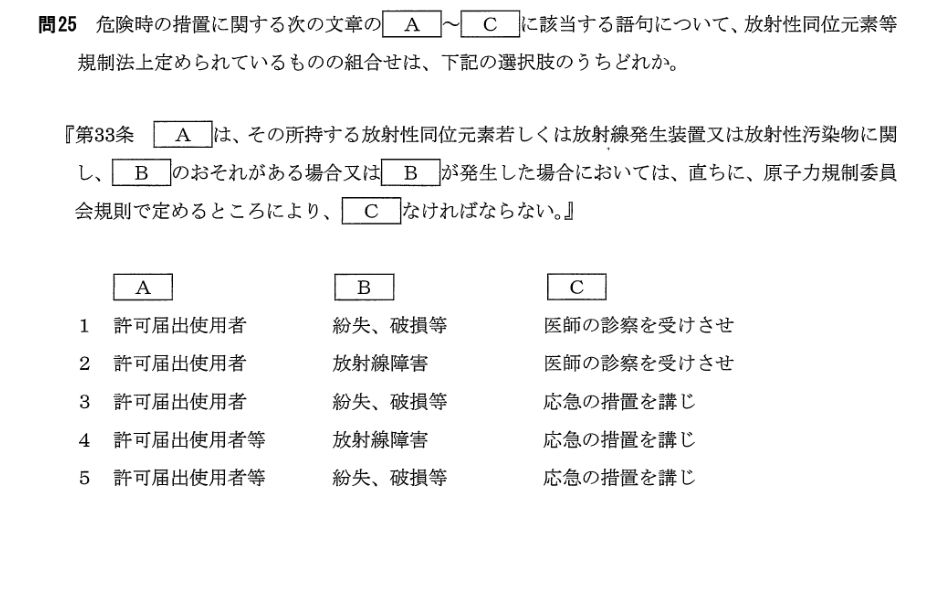 問25 危険時の措置に関する次の文章の A ～ C に該当する語句について、放射性同位元素等
規制法上定められているものの組合せは、下記の選択肢のうちどれか。
『第33条 A は、その所持する放射性同位元素若しくは放射線発生装置又は放射性汚染物に関
し、 B のおそれがある場合又は B が発生した場合においては、直ちに、原子力規制委員
会規則で定めるところにより、 C なければならない。』
A B C
1 許可届出使用者 紛失、破損等 医師の診察を受けさせ
2 許可届出使用者 放射線障害 医師の診察を受けさせ
3 許可届出使用者 紛失、破損等 応急の措置を講じ
4 許可届出使用者等 放射線障害 応急の措置を講じ
5 許可届出使用者等 紛失、破損等 応急の措置を講じ